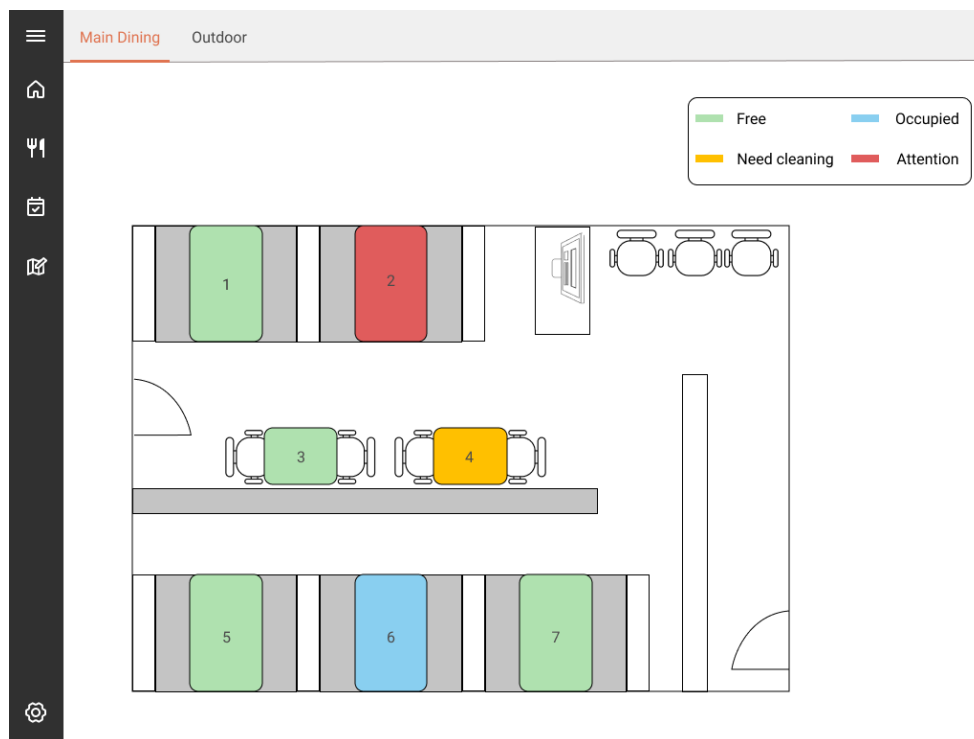 Main Dining Outdoor
Free Occupied
Need cleaning Attention
1 2
3 4
5 6 7